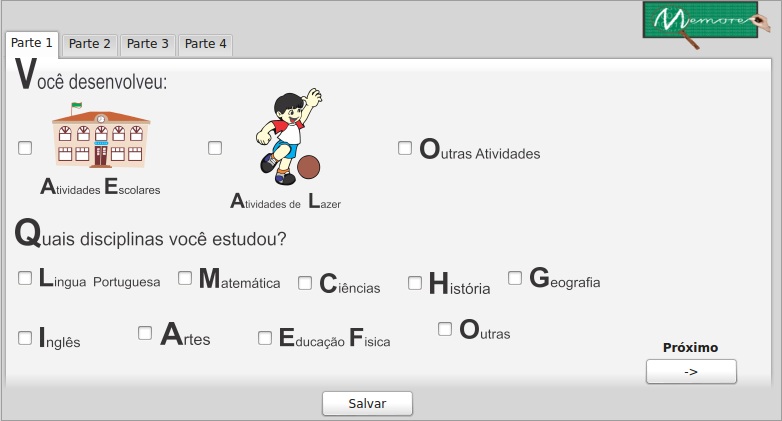 Memore
Parte 1 Parte 2 Parte 3 Parte 4
Você desenvolveu:
Atividades Escolares
Atividades de Lazer
Outras Atividades
Quais disciplinas você estudou?
Lingua Portuguesa Matemática Ciências História Geografia
Inglês Artes Educação Fisica Outras
Próximo
->
Salvar